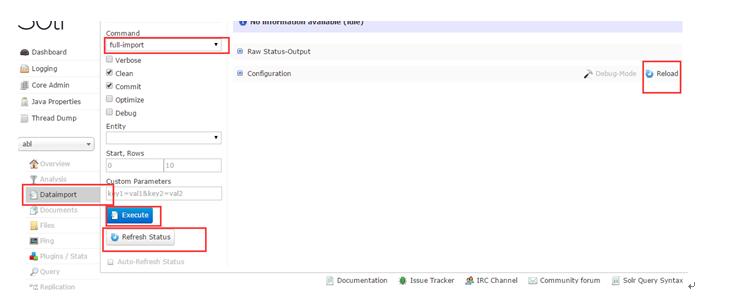 Solr
Dashboard
Logging
Core Admin
Java Properties
Thread Dump
abl
Overview
Analysis
Dataimport
Documents
Files
Ping
Plugins / Stats
Query
Replication
Command
full-import
Verbose
Clean
Commit
Optimize
Debug
Entity
Start, Rows
0 10
Custom Parameters
key1=val1&key2=val2
Execute
Refresh Status
Auto-Refresh Status
No information available (idle)
Raw Status-Output
Configuration Debug-Mode Reload
Documentation Issue Tracker IRC Channel Community forum Solr Query Syntax